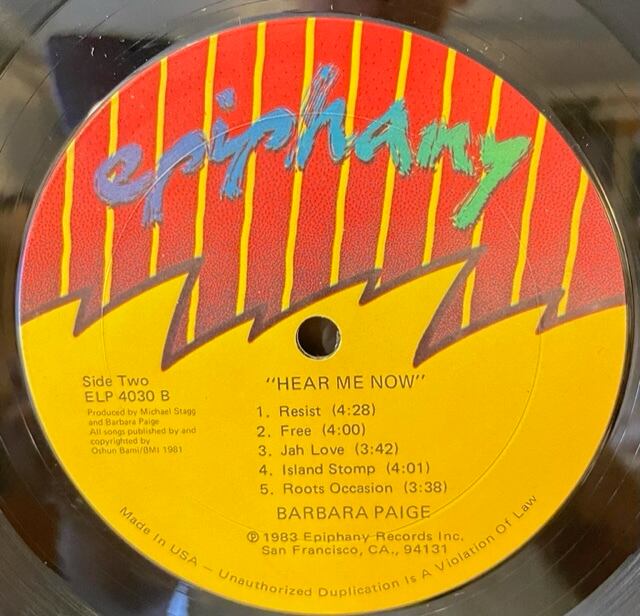 epiphany
Side Two
ELP 4030 B
Produced by Michael Stagg
and Barbara Paige
All songs published by and
copyrighted by
Oshun Bami/BMI 1981
"HEAR ME NOW"
1. Resist (4:28)
2. Free (4:00)
3. Jah Love (3:42)
4. Island Stomp (4:01)
5. Roots Occasion (3:38)
BARBARA PAIGE
℗ 1983 Epiphany Records Inc.
San Francisco, CA., 94131
Made In USA — Unauthorized Duplication Is A Violation Of Law